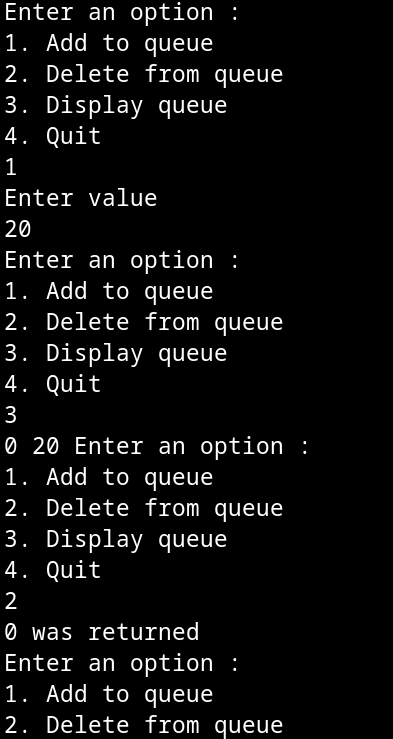 Enter an option :
1. Add to queue
2. Delete from queue
3. Display queue
4. Quit
1
Enter value
20
Enter an option :
1. Add to queue
2. Delete from queue
3. Display queue
4. Quit
3
0 20 Enter an option :
1. Add to queue
2. Delete from queue
3. Display queue
4. Quit
2
0 was returned
Enter an option :
1. Add to queue
2. Delete from queue